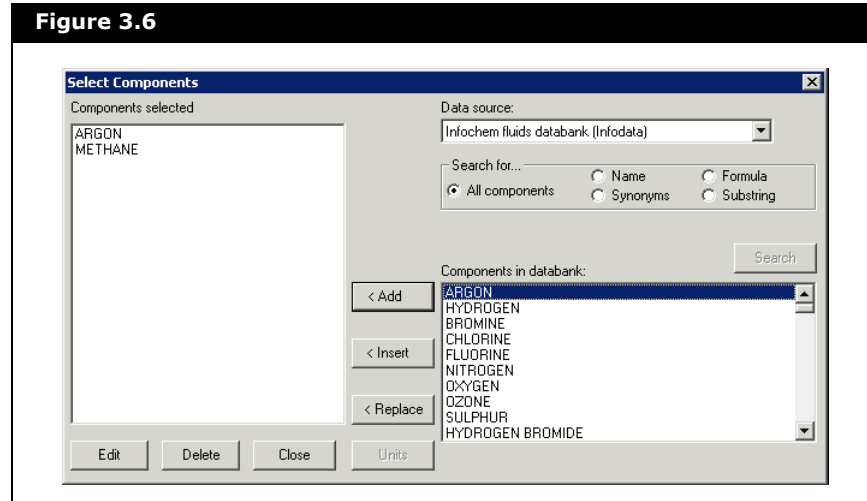 Figure 3.6
Select Components
Components selected
ARGON
METHANE
Data source:
Infochem fluids databank (Infodata)
Search for...
All components
Name
Formula
Synonyms
Substring
Search
Components in databank:
ARGON
HYDROGEN
BROMINE
CHLORINE
FLUORINE
NITROGEN
OXYGEN
OZONE
SULPHUR
HYDROGEN BROMIDE
< Add
< Insert
< Replace
Edit
Delete
Close
Units